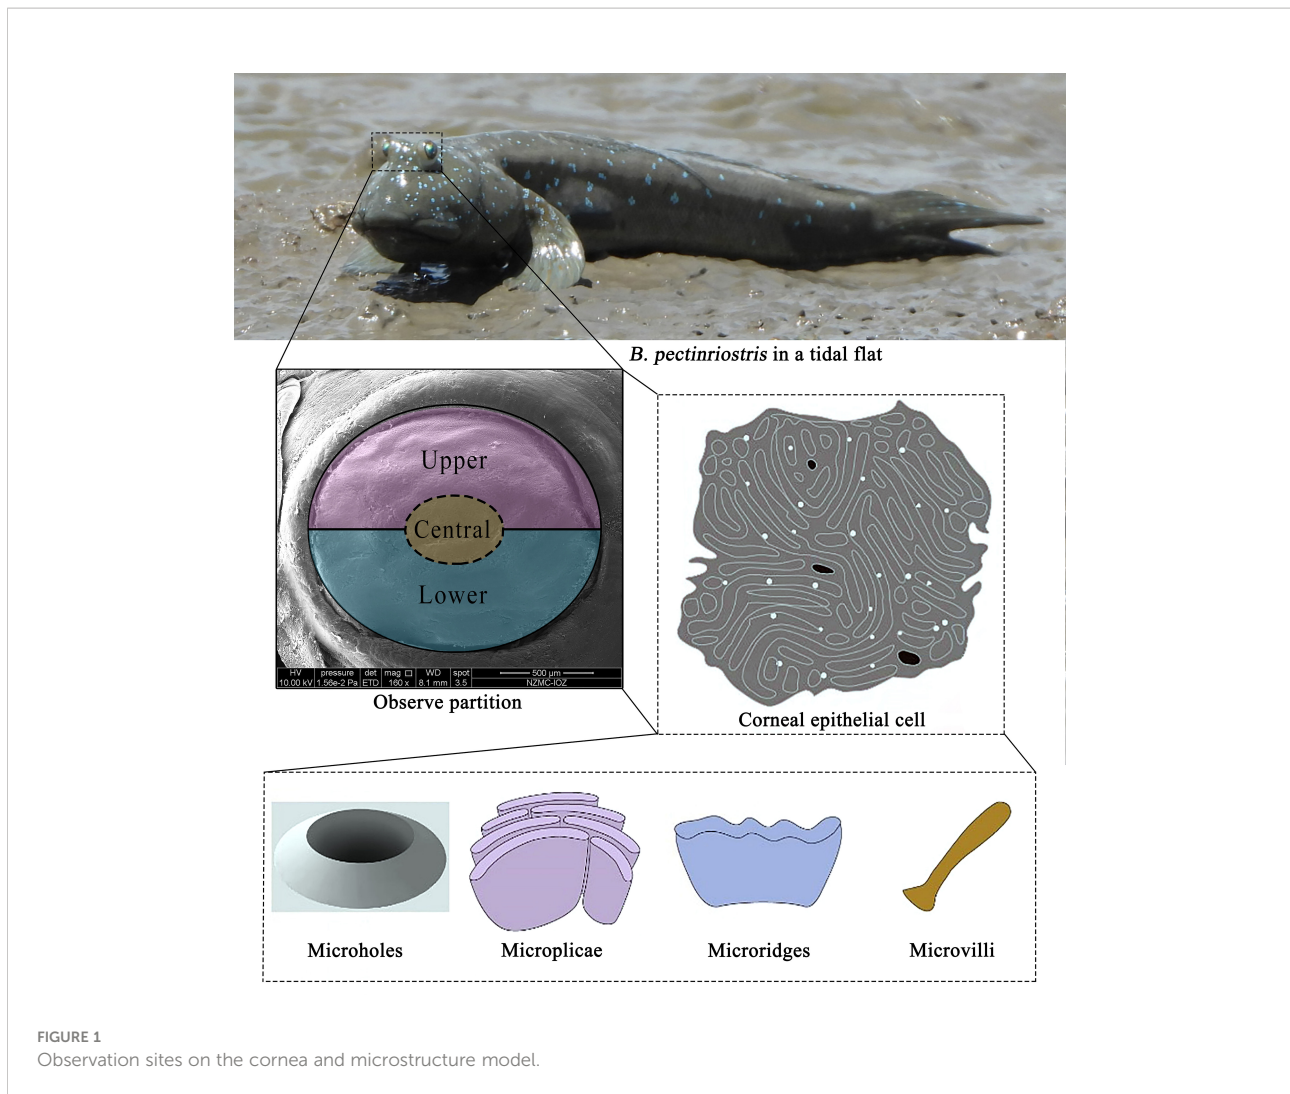 B. pectinriostris in a tidal flat
Upper
Central
Lower
HV pressure det mag □ WD spot
10.00 kV 1.56e-2 Pa ETD 160 x 8.1 mm 3.5
500 µm
NZMC-IOZ
Observe partition
Corneal epithelial cell
Microholes Microplicae Microridges Microvilli
FIGURE 1
Observation sites on the cornea and microstructure model.